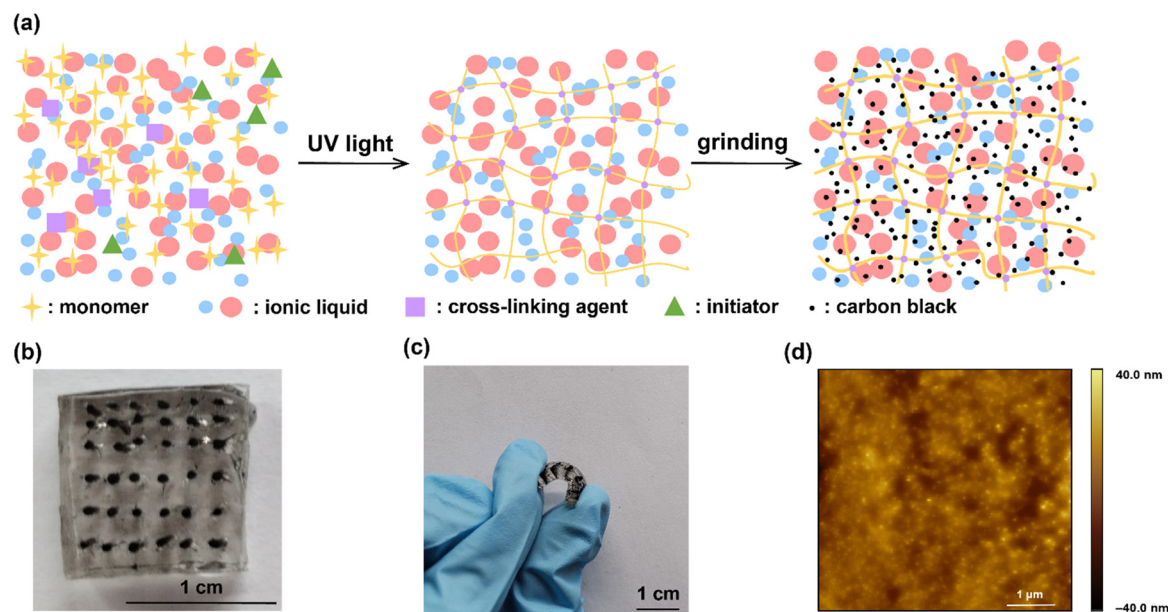 (a)
UV light
grinding
: monomer
: ionic liquid
: cross-linking agent
: initiator
: carbon black
(b)
1 cm
(c)
1 cm
(d)
40.0 nm
1 μm
−40.0 nm